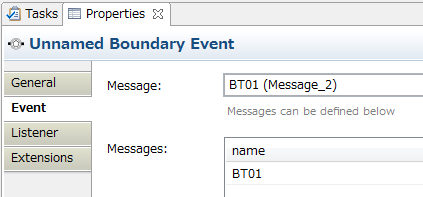 Tasks
Properties
Unnamed Boundary Event
General
Event
Listener
Extensions
Message:
BT01 (Message_2)
Messages can be defined below
Messages:
name
BT01